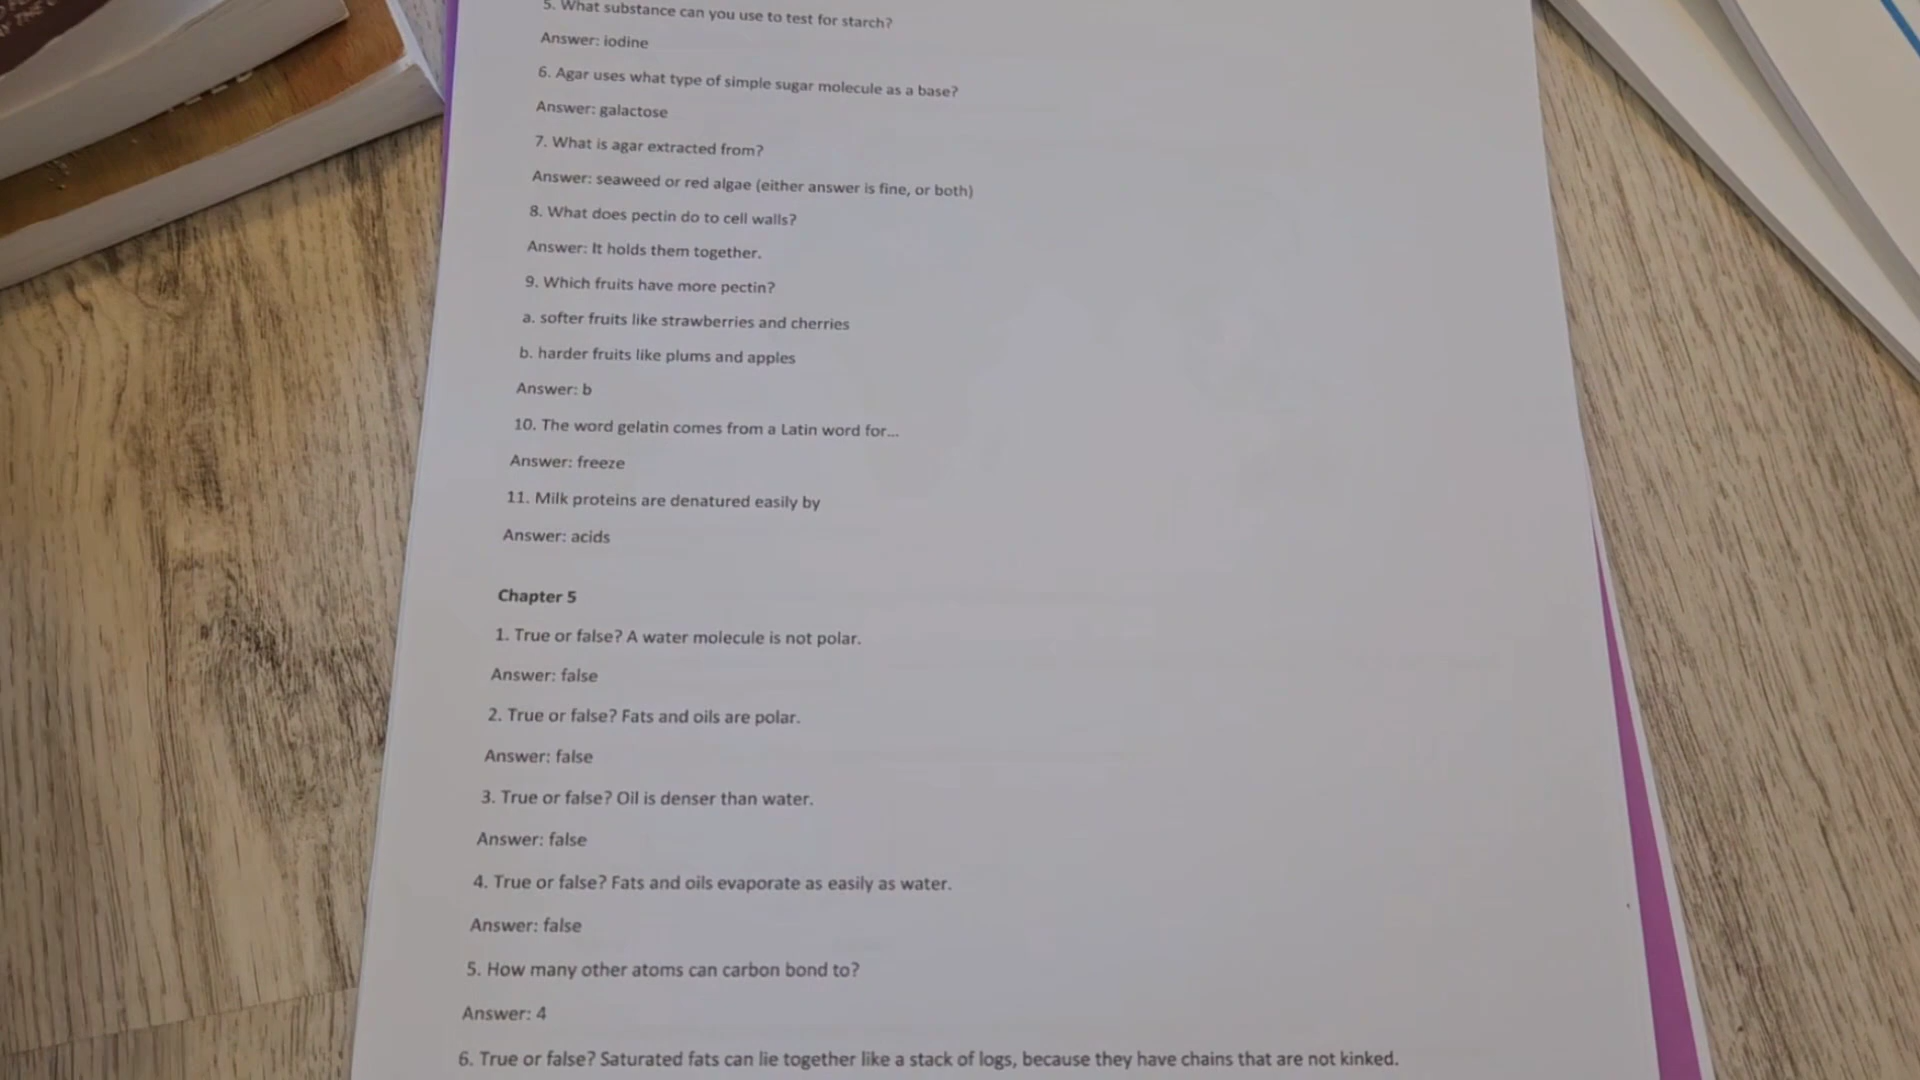 THE
5. What substance can you use to test for starch?
Answer: iodine
6. Agar uses what type of simple sugar molecule as a base?
Answer: galactose
7. What is agar extracted from?
Answer: seaweed or red algae (either answer is fine, or both)
8. What does pectin do to cell walls?
Answer: It holds them together.
9. Which fruits have more pectin?
a. softer fruits like strawberries and cherries
b. harder fruits like plums and apples
Answer: b
10. The word gelatin comes from a Latin word for...
Answer: freeze
11. Milk proteins are denatured easily by
Answer: acids
Chapter 5
1. True or false? A water molecule is not polar.
Answer: false
2. True or false? Fats and oils are polar.
Answer: false
3. True or false? Oil is denser than water.
Answer: false
4. True or false? Fats and oils evaporate as easily as water.
Answer: false
5. How many other atoms can carbon bond to?
Answer: 4
6. True or false? Saturated fats can lie together like a stack of logs, because they have chains that are not kinked.